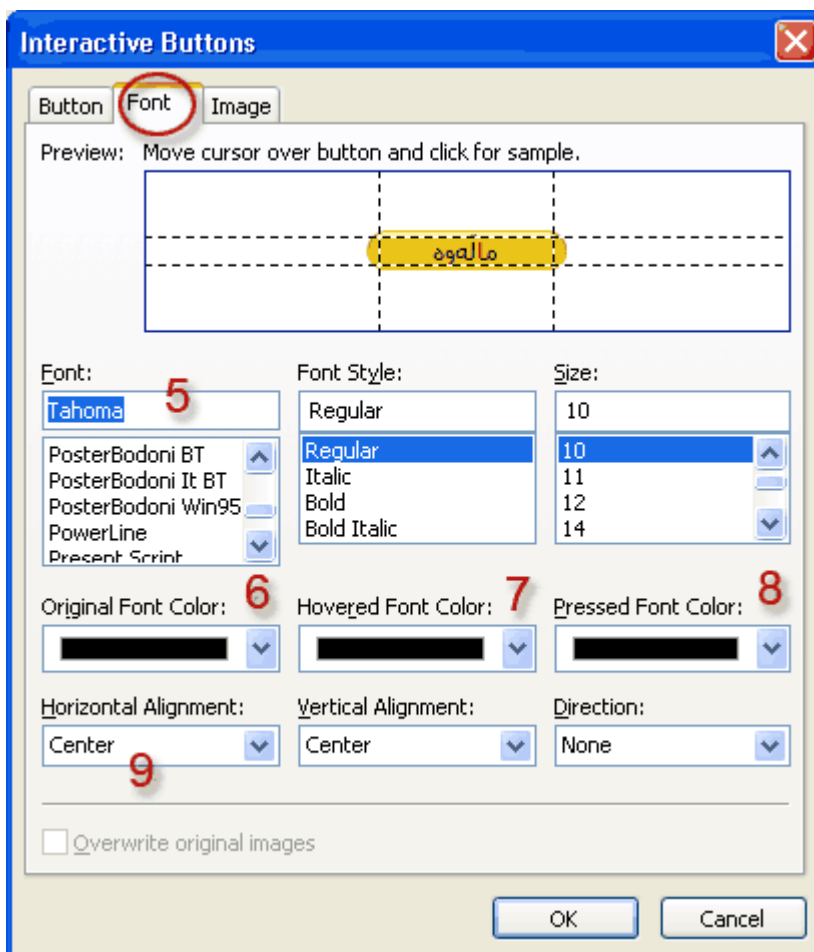 Interactive Buttons
Button Font Image
Preview: Move cursor over button and click for sample.
ماڵەوە
Font: Font Style: Size:
5
Tahoma Regular 10
PosterBodoni BT Regular 10
PosterBodoni It BT Italic 11
PosterBodoni Win95 Bold 12
PowerLine Bold Italic 14
Present Script
6 7 8
Original Font Color: Hovered Font Color: Pressed Font Color:
Horizontal Alignment: Vertical Alignment: Direction:
Center Center None
9
Overwrite original images
OK Cancel